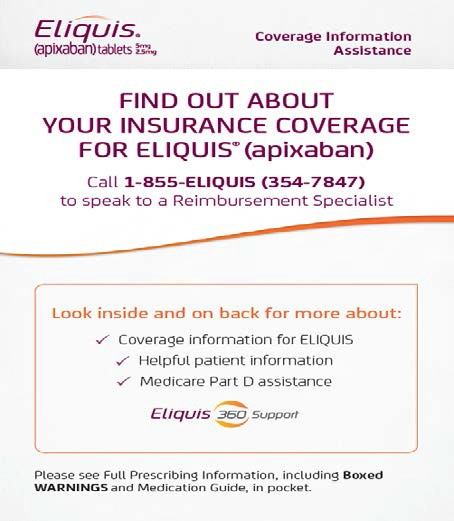 Eliquis®
(apixaban) tablets 5mg 2.5mg
Coverage Information
Assistance
FIND OUT ABOUT
YOUR INSURANCE COVERAGE
FOR ELIQUIS® (apixaban)
Call 1-855-ELIQUIS (354-7847)
to speak to a Reimbursement Specialist
Look inside and on back for more about:
✓ Coverage information for ELIQUIS
✓ Helpful patient information
✓ Medicare Part D assistance
Eliquis 360 Support
Please see Full Prescribing Information, including Boxed
WARNINGS and Medication Guide, in pocket.